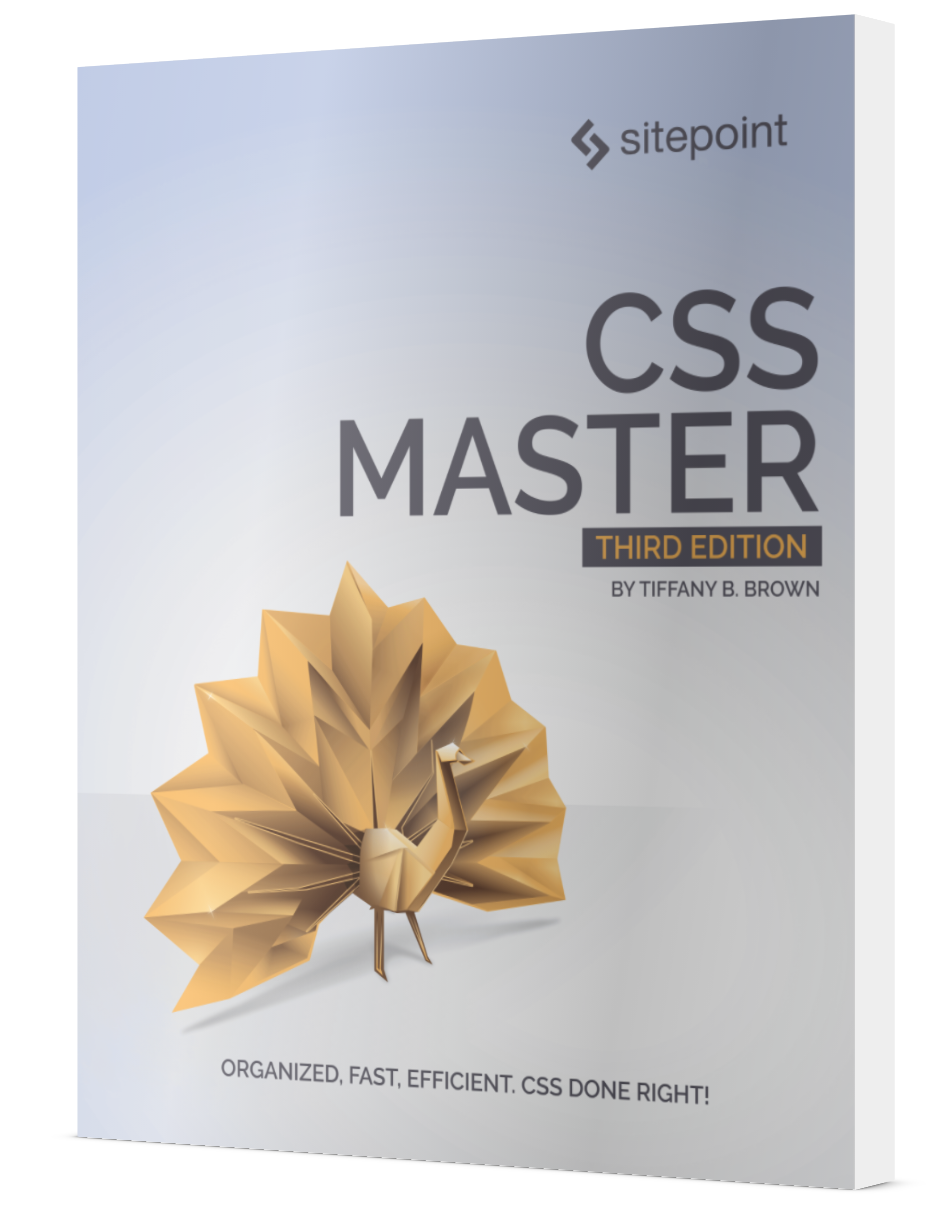 sitepoint
CSS
MASTER
THIRD EDITION
BY TIFFANY B. BROWN
ORGANIZED, FAST, EFFICIENT. CSS DONE RIGHT!